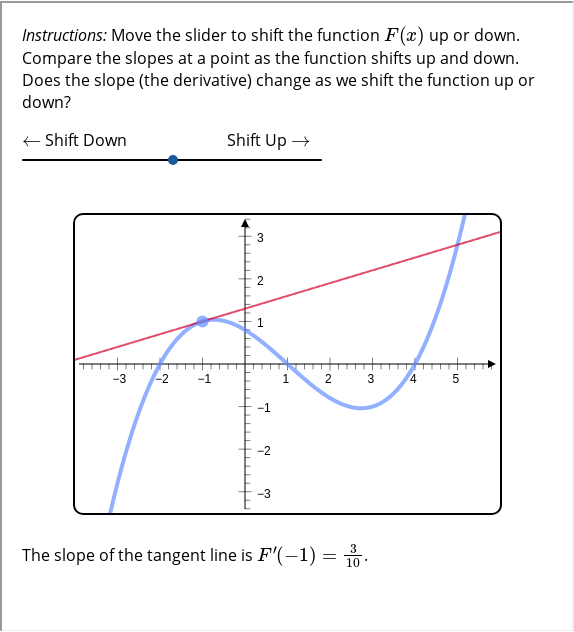 Instructions: Move the slider to shift the function F(x) up or down.
Compare the slopes at a point as the function shifts up and down.
Does the slope (the derivative) change as we shift the function up or
down?
← Shift Down Shift Up →
3
2
1
−3 −2 −1 1 2 3 4 5
−1
−2
−3
The slope of the tangent line is F′(−1) = 3/10.